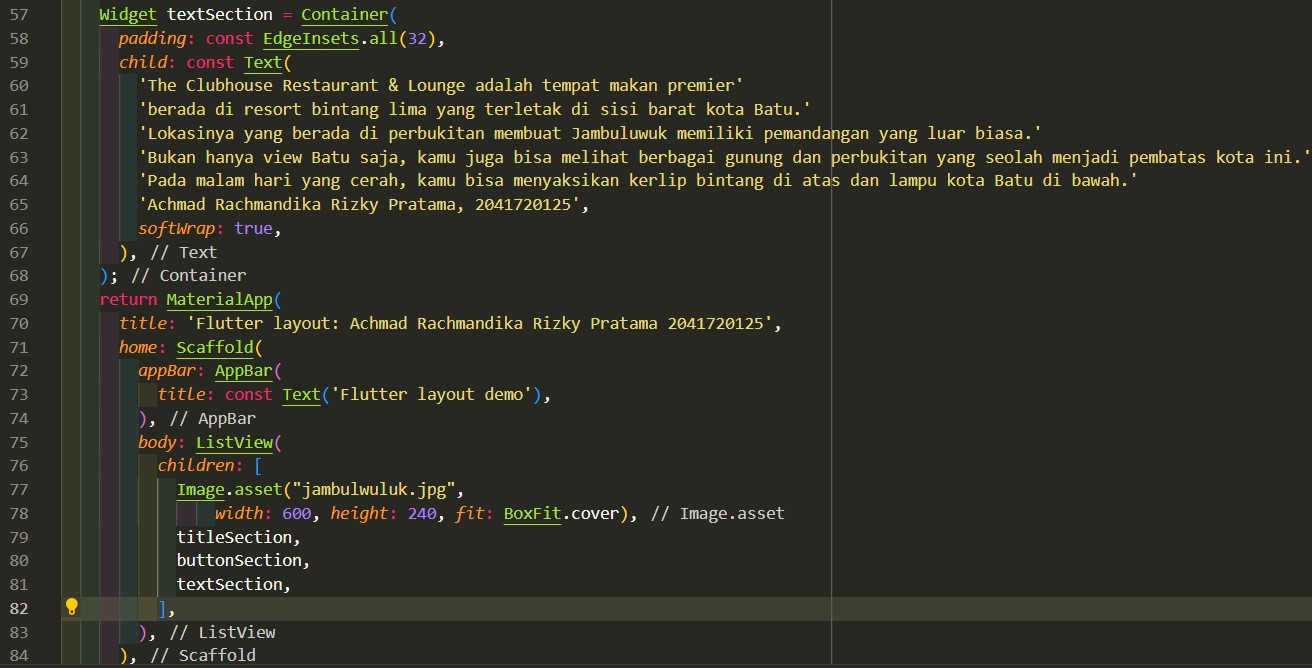 57 Widget textSection = Container(
58 padding: const EdgeInsets.all(32),
59 child: const Text(
60 'The Clubhouse Restaurant & Lounge adalah tempat makan premier'
61 'berada di resort bintang lima yang terletak di sisi barat kota Batu.'
62 'Lokasinya yang berada di perbukitan membuat Jambuluwuk memiliki pemandangan yang luar biasa.'
63 'Bukan hanya view Batu saja, kamu juga bisa melihat berbagai gunung dan perbukitan yang seolah menjadi pembatas kota ini.'
64 'Pada malam hari yang cerah, kamu bisa menyaksikan kerlip bintang di atas dan lampu kota Batu di bawah.'
65 'Achmad Rachmandika Rizky Pratama, 2041720125',
66 softWrap: true,
67 ), // Text
68 ); // Container
69 return MaterialApp(
70 title: 'Flutter layout: Achmad Rachmandika Rizky Pratama 2041720125',
71 home: Scaffold(
72 appBar: AppBar(
73 title: const Text('Flutter layout demo'),
74 ), // AppBar
75 body: ListView(
76 children: [
77 Image.asset("jambulwuluk.jpg",
78 width: 600, height: 240, fit: BoxFit.cover), // Image.asset
79 titleSection,
80 buttonSection,
81 textSection,
82 ],
83 ), // ListView
84 ), // Scaffold